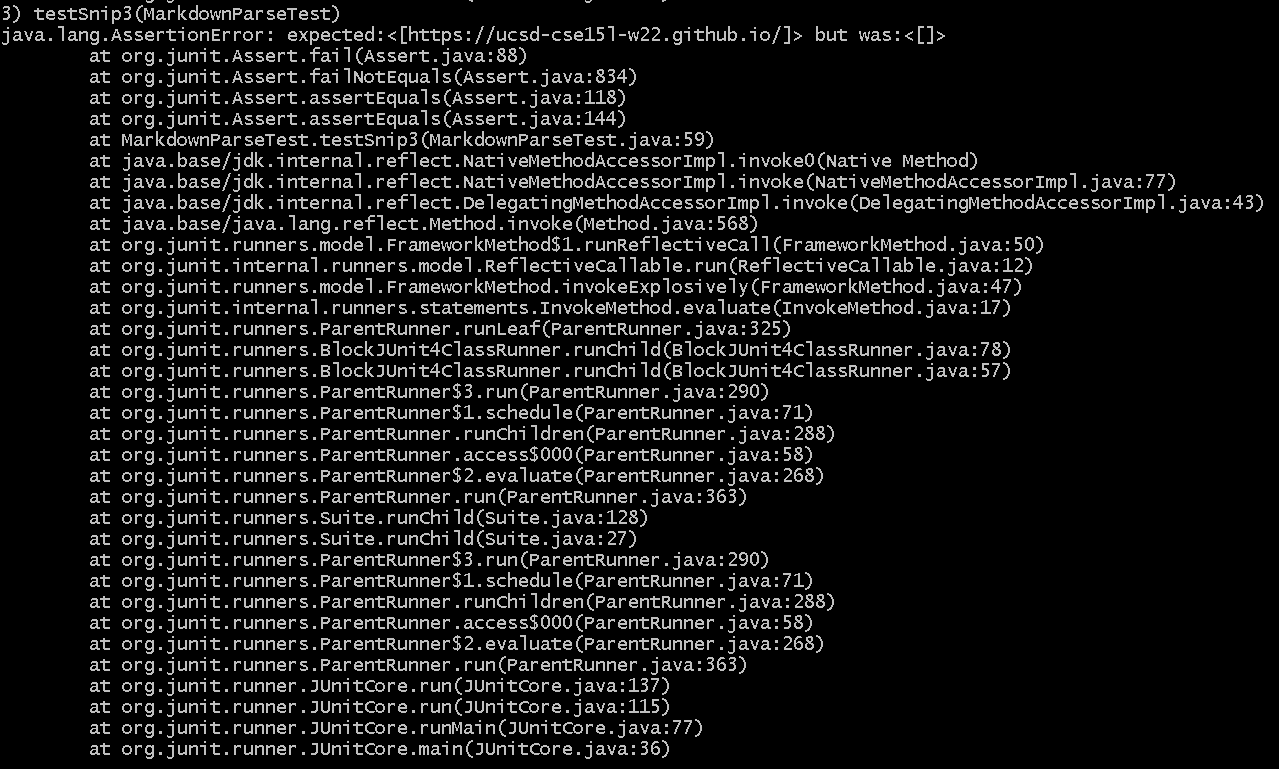 3) testSnip3(MarkdownParseTest)
java.lang.AssertionError: expected:<[https://ucsd-cse15l-w22.github.io/]> but was:<[]>
at org.junit.Assert.fail(Assert.java:88)
at org.junit.Assert.failNotEquals(Assert.java:834)
at org.junit.Assert.assertEquals(Assert.java:118)
at org.junit.Assert.assertEquals(Assert.java:144)
at MarkdownParseTest.testSnip3(MarkdownParseTest.java:59)
at java.base/jdk.internal.reflect.NativeMethodAccessorImpl.invoke0(Native Method)
at java.base/jdk.internal.reflect.NativeMethodAccessorImpl.invoke(NativeMethodAccessorImpl.java:77)
at java.base/jdk.internal.reflect.DelegatingMethodAccessorImpl.invoke(DelegatingMethodAccessorImpl.java:43)
at java.base/java.lang.reflect.Method.invoke(Method.java:568)
at org.junit.runners.model.FrameworkMethod$1.runReflectiveCall(FrameworkMethod.java:50)
at org.junit.internal.runners.model.ReflectiveCallable.run(ReflectiveCallable.java:12)
at org.junit.runners.model.FrameworkMethod.invokeExplosively(FrameworkMethod.java:47)
at org.junit.internal.runners.statements.InvokeMethod.evaluate(InvokeMethod.java:17)
at org.junit.runners.ParentRunner.runLeaf(ParentRunner.java:325)
at org.junit.runners.BlockJUnit4ClassRunner.runChild(BlockJUnit4ClassRunner.java:78)
at org.junit.runners.BlockJUnit4ClassRunner.runChild(BlockJUnit4ClassRunner.java:57)
at org.junit.runners.ParentRunner$3.run(ParentRunner.java:290)
at org.junit.runners.ParentRunner$1.schedule(ParentRunner.java:71)
at org.junit.runners.ParentRunner.runChildren(ParentRunner.java:288)
at org.junit.runners.ParentRunner.access$000(ParentRunner.java:58)
at org.junit.runners.ParentRunner$2.evaluate(ParentRunner.java:268)
at org.junit.runners.ParentRunner.run(ParentRunner.java:363)
at org.junit.runners.Suite.runChild(Suite.java:128)
at org.junit.runners.Suite.runChild(Suite.java:27)
at org.junit.runners.ParentRunner$3.run(ParentRunner.java:290)
at org.junit.runners.ParentRunner$1.schedule(ParentRunner.java:71)
at org.junit.runners.ParentRunner.runChildren(ParentRunner.java:288)
at org.junit.runners.ParentRunner.access$000(ParentRunner.java:58)
at org.junit.runners.ParentRunner$2.evaluate(ParentRunner.java:268)
at org.junit.runners.ParentRunner.run(ParentRunner.java:363)
at org.junit.runner.JUnitCore.run(JUnitCore.java:137)
at org.junit.runner.JUnitCore.run(JUnitCore.java:115)
at org.junit.runner.JUnitCore.runMain(JUnitCore.java:77)
at org.junit.runner.JUnitCore.main(JUnitCore.java:36)